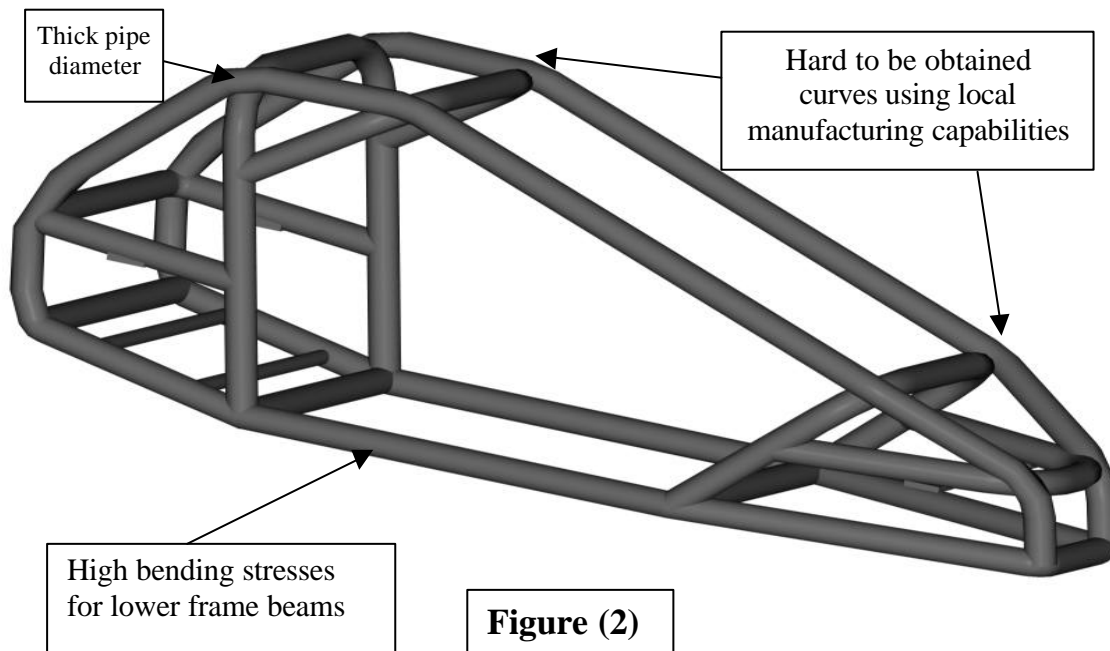 Thick pipe
diameter
Hard to be obtained
curves using local
manufacturing capabilities
High bending stresses
for lower frame beams
Figure (2)